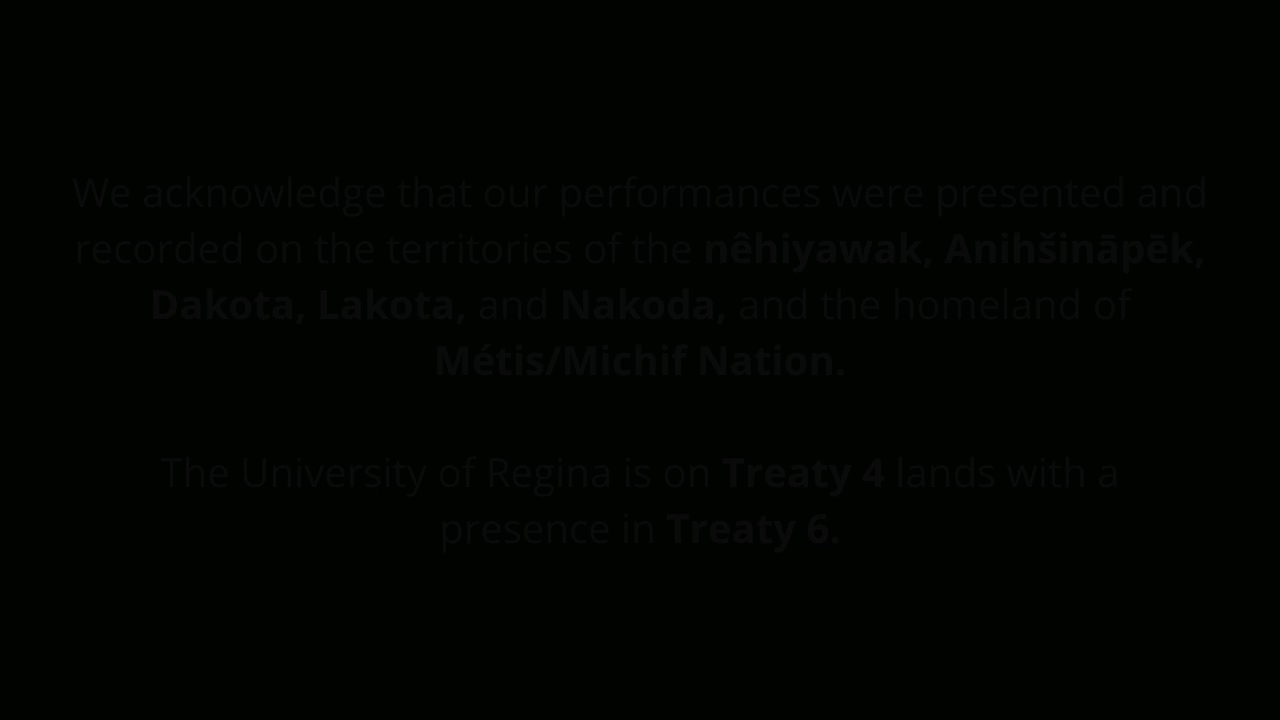 We acknowledge that our performances were presented and
recorded on the territories of the nêhiyawak, Anihšināpēk,
Dakota, Lakota, and Nakoda, and the homeland of
Métis/Michif Nation.
The University of Regina is on Treaty 4 lands with a
presence in Treaty 6.